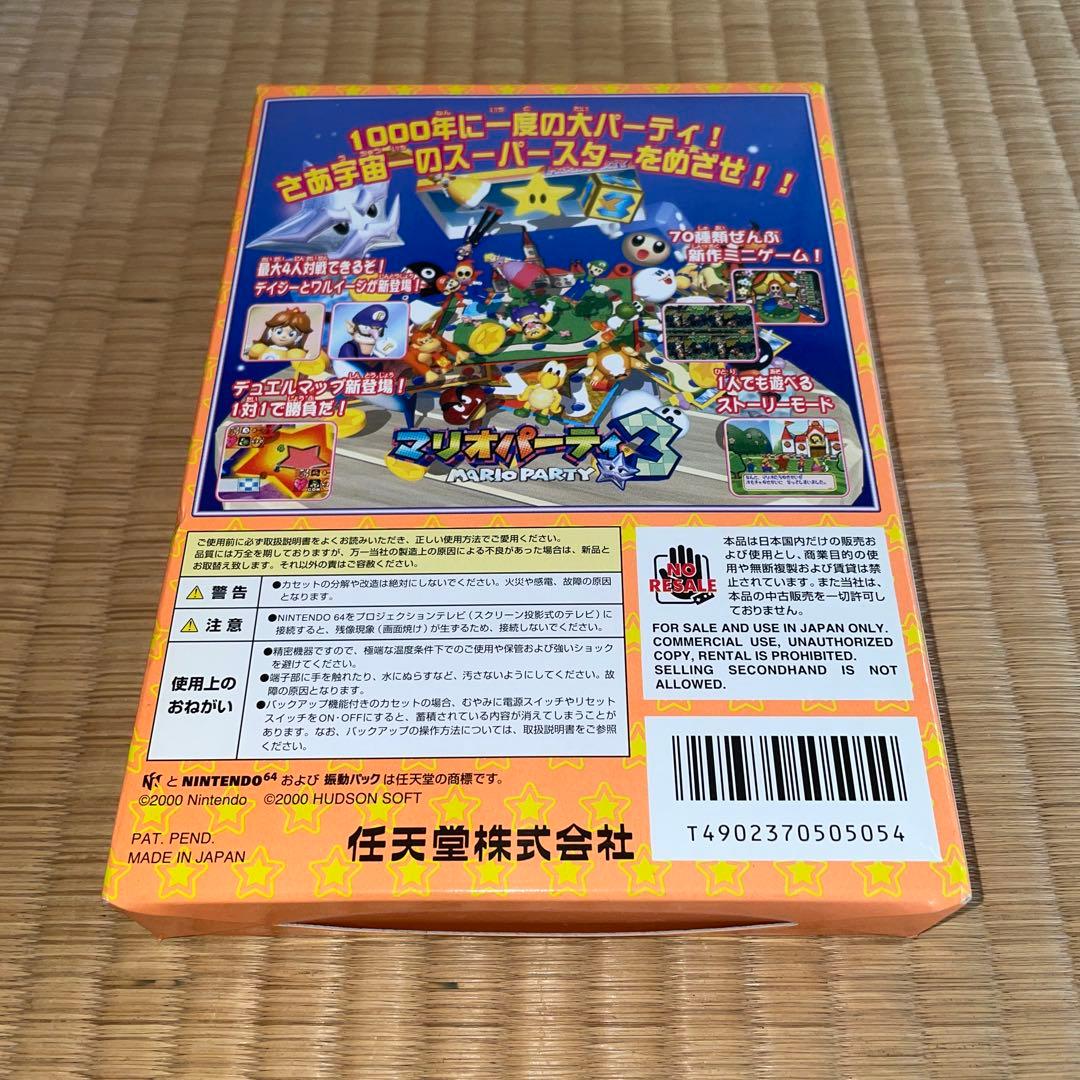 1000年に一度の大パーティ!
さあ宇宙一のスーパースターをめざせ!!
最大4人対戦できるぞ!
デイジーとワルイージが新登場!
70種類ぜんぶ
新作ミニゲーム!
デュエルマップ新登場!
1対1で勝負だ!
1人でも遊べる
ストーリーモード
マリオパーティ3
MARIO PARTY
ご使用前に必ず取扱説明書をよくお読みいただき、正しい使用方法でご愛用ください。
品質には万全を期しておりますが、万一当社の製造上の原因による不良があった場合は、新品と
お取替え致します。それ以外の責はご容赦ください。
警告
●カセットの分解や改造は絶対にしないでください。火災や感電、故障の原因
となります。
注意
●NINTENDO 64をプロジェクションテレビ(スクリーン投影式のテレビ)に
接続すると、残像現象(画面焼け)が生ずるため、接続しないでください。
使用上の
おねがい
●精密機器ですので、極端な温度条件下でのご使用や保管および強いショック
を避けてください。
●端子部に手を触れたり、水にぬらすなど、汚さないようにしてください。故
障の原因となります。
●バックアップ機能付きのカセットの場合、むやみに電源スイッチやリセット
スイッチをON・OFFにすると、蓄積されている内容が消えてしまうことが
あります。なお、バックアップの操作方法については、取扱説明書をご参照
ください。
NO
RESALE
本品は日本国内だけの販売お
よび使用とし、商業目的の使
用や無断複製および賃貸は禁
止されています。また当社は、
本品の中古販売を一切許可し
ておりません。
FOR SALE AND USE IN JAPAN ONLY.
COMMERCIAL USE, UNAUTHORIZED
COPY, RENTAL IS PROHIBITED.
SELLING SECONDHAND IS NOT
ALLOWED.
と NINTENDO64 および 振動パック は任天堂の商標です。
©2000 Nintendo ©2000 HUDSON SOFT
PAT. PEND.
MADE IN JAPAN
任天堂株式会社
T4902370505054